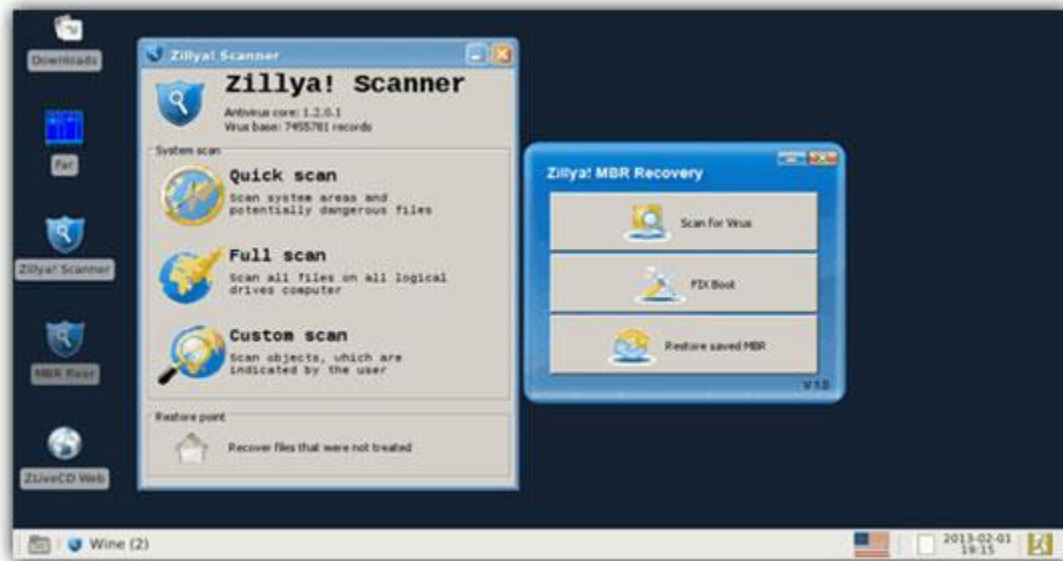 Downloads
Far
Zillya! Scanner
MBR Fixer
ZLiveCD Web
Zillya! Scanner
Zillya! Scanner
Antivirus core: 1.2.0.1
Virus base: 7455781 records
System scan
Quick scan
Scan system areas and
potentially dangerous files
Full scan
Scan all files on all logical
drives computer
Custom scan
Scan objects, which are
indicated by the user
Restore point
Recover files that were not treated
Zillya! MBR Recovery
Scan for Virus
FIX Boot
Restore saved MBR
V 1.0
Wine (2)
2013-02-01
19:15